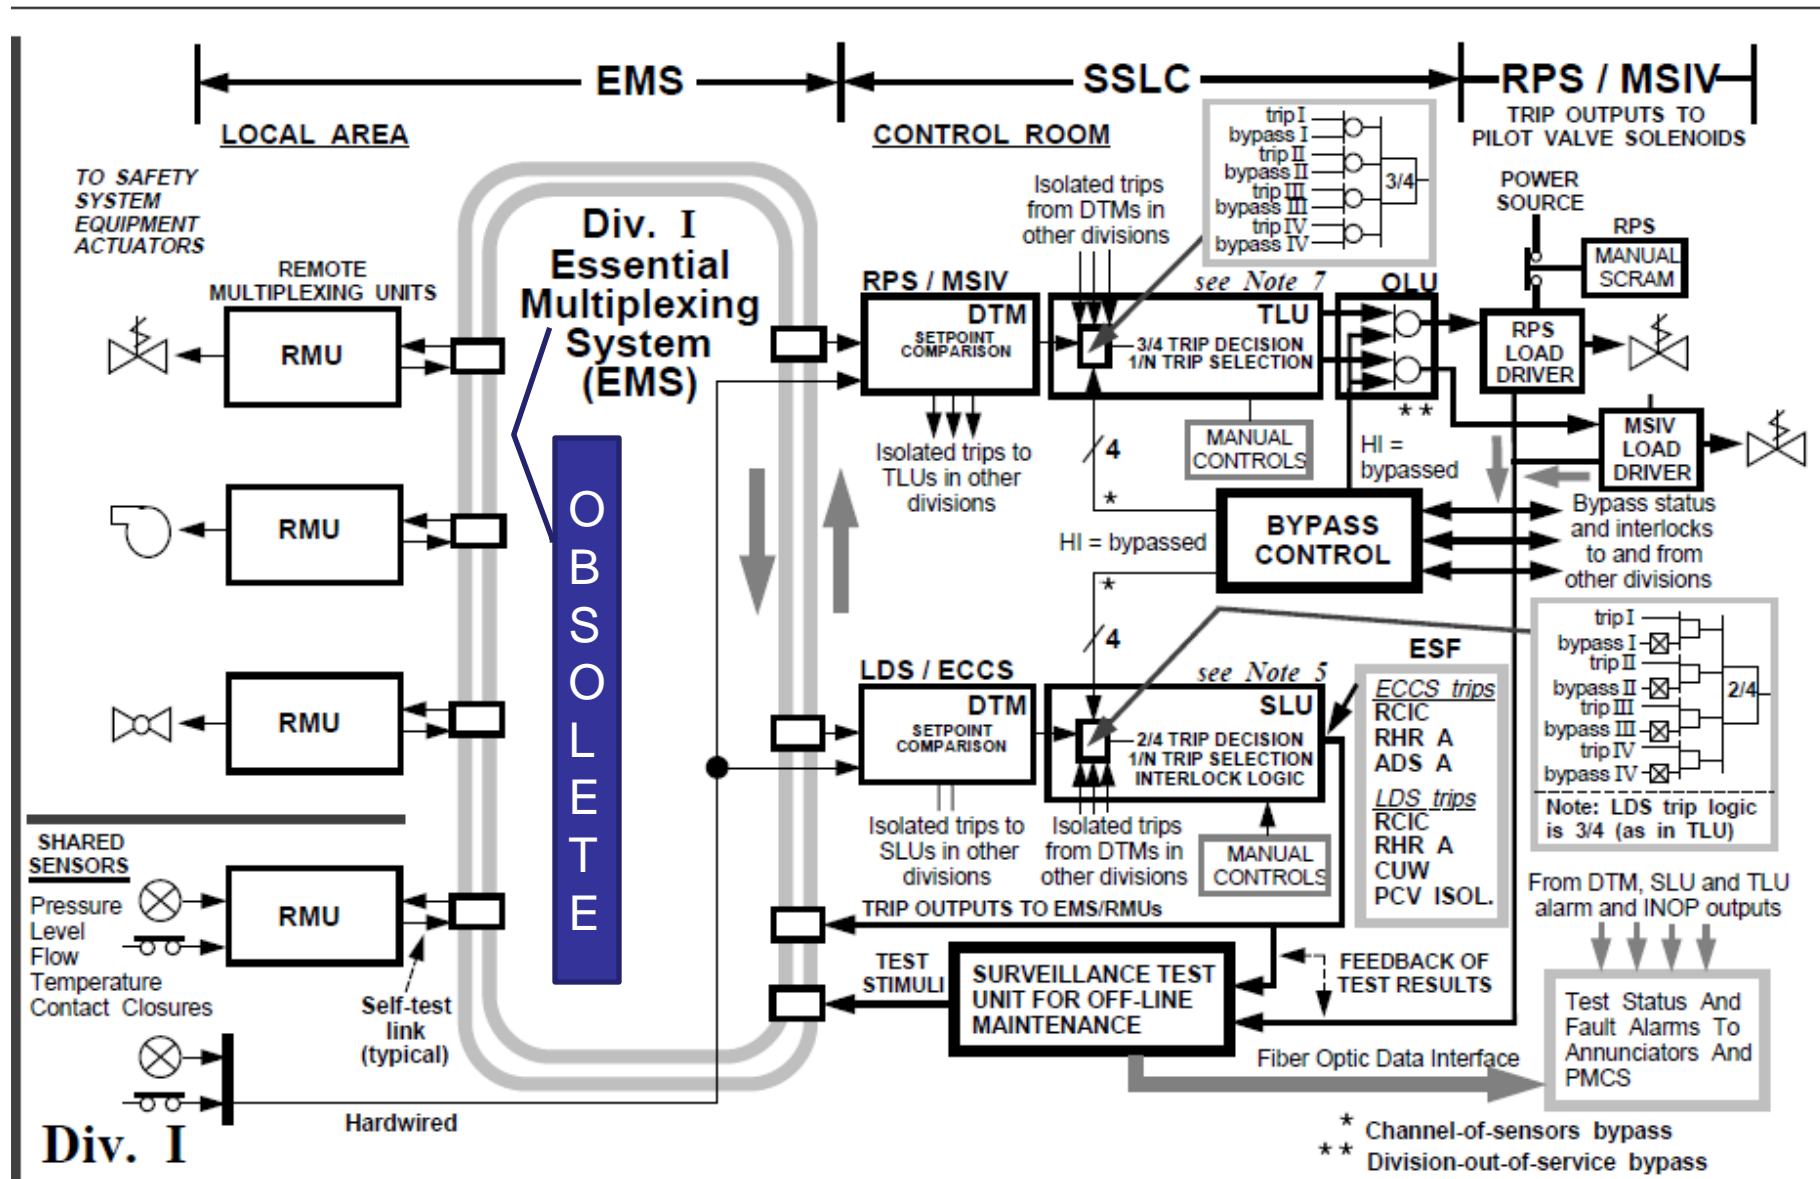 EMS
SSLC
RPS / MSIV
TRIP OUTPUTS TO
PILOT VALVE SOLENOIDS
LOCAL AREA
CONTROL ROOM
TO SAFETY
SYSTEM
EQUIPMENT
ACTUATORS
REMOTE
MULTIPLEXING UNITS
RMU
RMU
RMU
RMU
Div. I
Essential
Multiplexing
System
(EMS)
OBSOLETE
SHARED
SENSORS
Pressure
Level
Flow
Temperature
Contact Closures
Self-test
link
(typical)
Hardwired
Div. I
Isolated trips
from DTMs in
other divisions
trip I
bypass I
trip II
bypass II
trip III
bypass III
trip IV
bypass IV
3/4
POWER
SOURCE
RPS
MANUAL
SCRAM
RPS / MSIV
DTM
SETPOINT
COMPARISON
see Note 7
TLU
3/4 TRIP DECISION
1/N TRIP SELECTION
OLU
* *
RPS
LOAD
DRIVER
MSIV
LOAD
DRIVER
Isolated trips to
TLUs in other
divisions
4
*
MANUAL
CONTROLS
HI =
bypassed
HI = bypassed
BYPASS
CONTROL
Bypass status
and interlocks
to and from
other divisions
*
4
LDS / ECCS
DTM
SETPOINT
COMPARISON
see Note 5
SLU
2/4 TRIP DECISION
1/N TRIP SELECTION
INTERLOCK LOGIC
ESF
ECCS trips
RCIC
RHR A
ADS A
LDS trips
RCIC
RHR A
CUW
PCV ISOL.
trip I
bypass I
trip II
bypass II
trip III
bypass III
trip IV
bypass IV
2/4
Note: LDS trip logic
is 3/4 (as in TLU)
Isolated trips to
SLUs in other
divisions
Isolated trips
from DTMs in
other divisions
MANUAL
CONTROLS
TRIP OUTPUTS TO EMS/RMUs
TEST
STIMULI
SURVEILLANCE TEST
UNIT FOR OFF-LINE
MAINTENANCE
FEEDBACK OF
TEST RESULTS
From DTM, SLU and TLU
alarm and INOP outputs
Test Status And
Fault Alarms To
Annunciators And
PMCS
Fiber Optic Data Interface
* Channel-of-sensors bypass
* * Division-out-of-service bypass